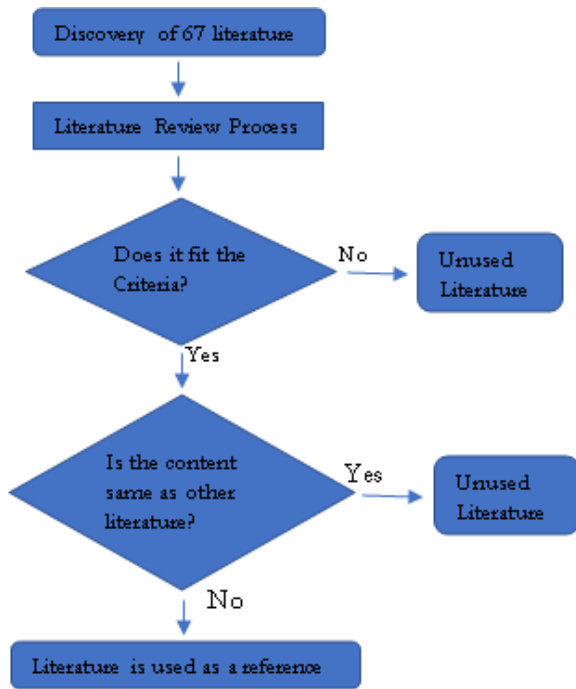 Discovery of 67 literature
Literature Review Process
Does it fit the
Criteria?
No
Unused
Literature
Yes
Is the content
same as other
literature?
Yes
Unused
Literature
No
Literature is used as a reference